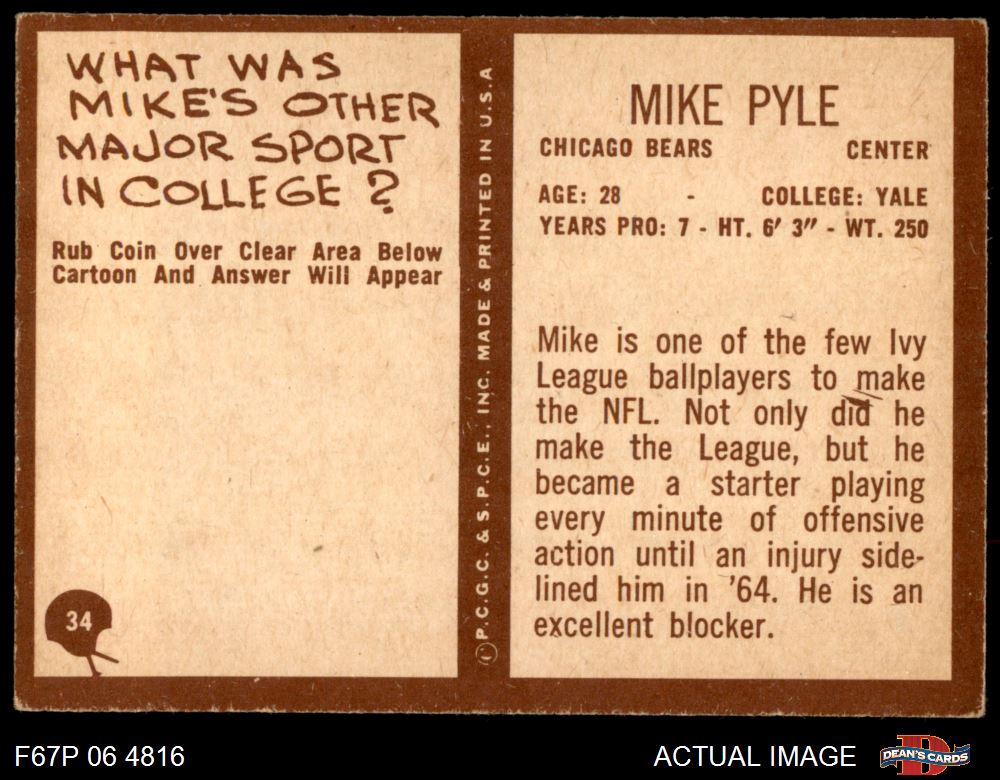 WHAT WAS
MIKE'S OTHER
MAJOR SPORT
IN COLLEGE ?
Rub Coin Over Clear Area Below
Cartoon And Answer Will Appear
34
© P.C.G.C. & S.P.C.E., INC. MADE & PRINTED IN U.S.A
MIKE PYLE
CHICAGO BEARS CENTER
AGE: 28 - COLLEGE: YALE
YEARS PRO: 7 - HT. 6' 3" - WT. 250
Mike is one of the few Ivy
League ballplayers to make
the NFL. Not only did he
make the League, but he
became a starter playing
every minute of offensive
action until an injury side-
lined him in '64. He is an
excellent blocker.
F67P 06 4816
ACTUAL IMAGE
D
DEAN'S CARDS